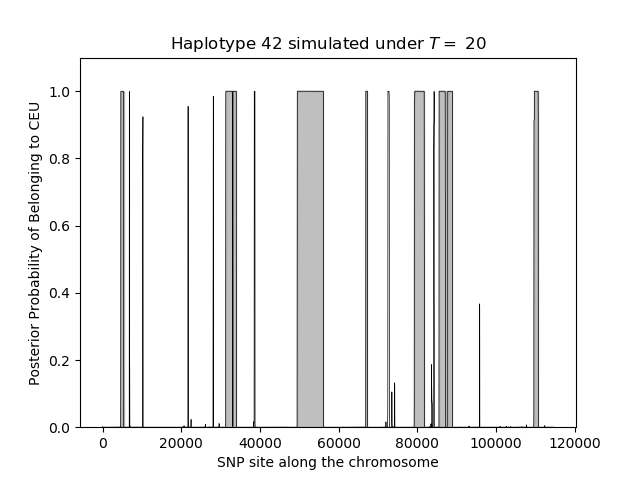 Haplotype 42 simulated under T = 20
Posterior Probability of Belonging to CEU
1.0
0.8
0.6
0.4
0.2
0.0
0 20000 40000 60000 80000 100000 120000
SNP site along the chromosome